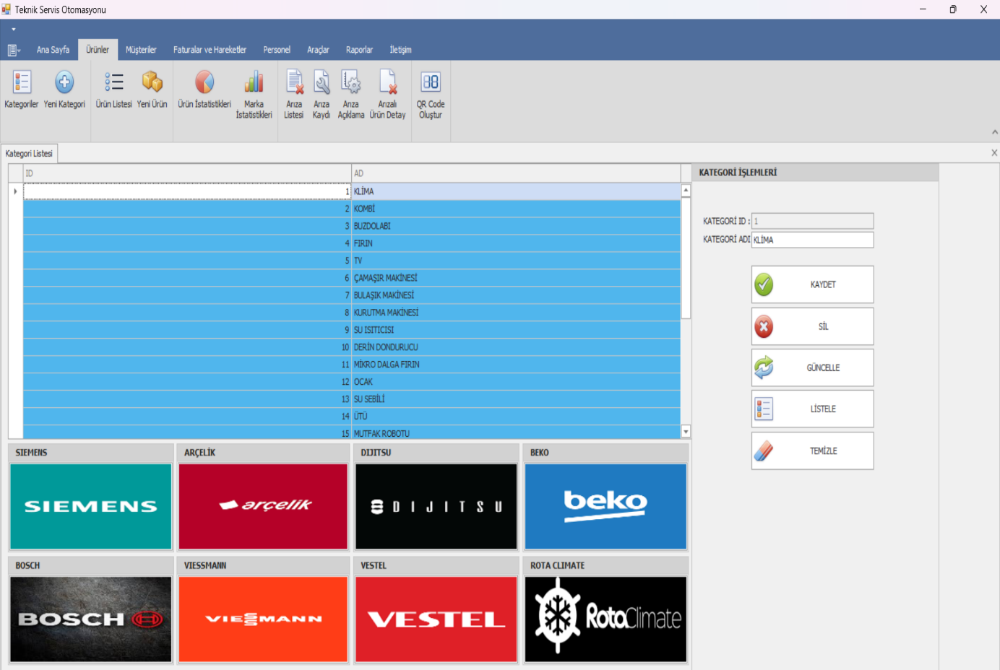 Teknik Servis Otomasyonu
Ana Sayfa Ürünler Müşteriler Faturalar ve Hareketler Personel Araçlar Raporlar İletişim
Kategoriler Yeni Kategori Ürün Listesi Yeni Ürün Ürün İstatistikleri Marka İstatistikleri Arıza Listesi Arıza Kaydı Arıza Açıklama Arızalı Ürün Detay QR Code Oluştur
Kategori Listesi
ID AD
1 KLİMA
2 KOMBİ
3 BUZDOLABI
4 FIRIN
5 TV
6 ÇAMAŞIR MAKİNESİ
7 BULAŞIK MAKİNESİ
8 KURUTMA MAKİNESİ
9 SU ISITICISI
10 DERİN DONDURUCU
11 MİKRO DALGA FIRIN
12 OCAK
13 SU SEBİLİ
14 ÜTÜ
15 MUTFAK ROBOTU
KATEGORİ İŞLEMLERİ
KATEGORİ ID : 1
KATEGORİ ADI KLİMA
KAYDET
SİL
GÜNCELLE
LİSTELE
TEMİZLE
SIEMENS ARÇELİK DIJITSU BEKO
SIEMENS arçelik DIJITSU beko
BOSCH VIESSMANN VESTEL ROTA CLIMATE
BOSCH VIESSMANN VESTEL RotaClimate